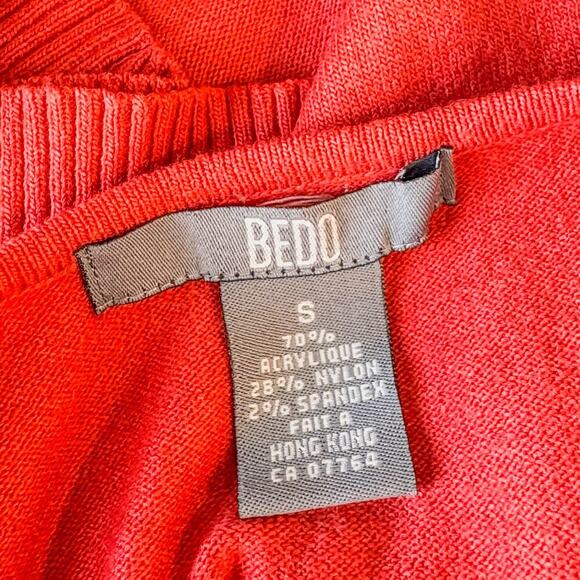 BEDO
S
70%
ACRYLIQUE
28% NYLON
2% SPANDEX
FAIT A
HONG KONG
CA 07764